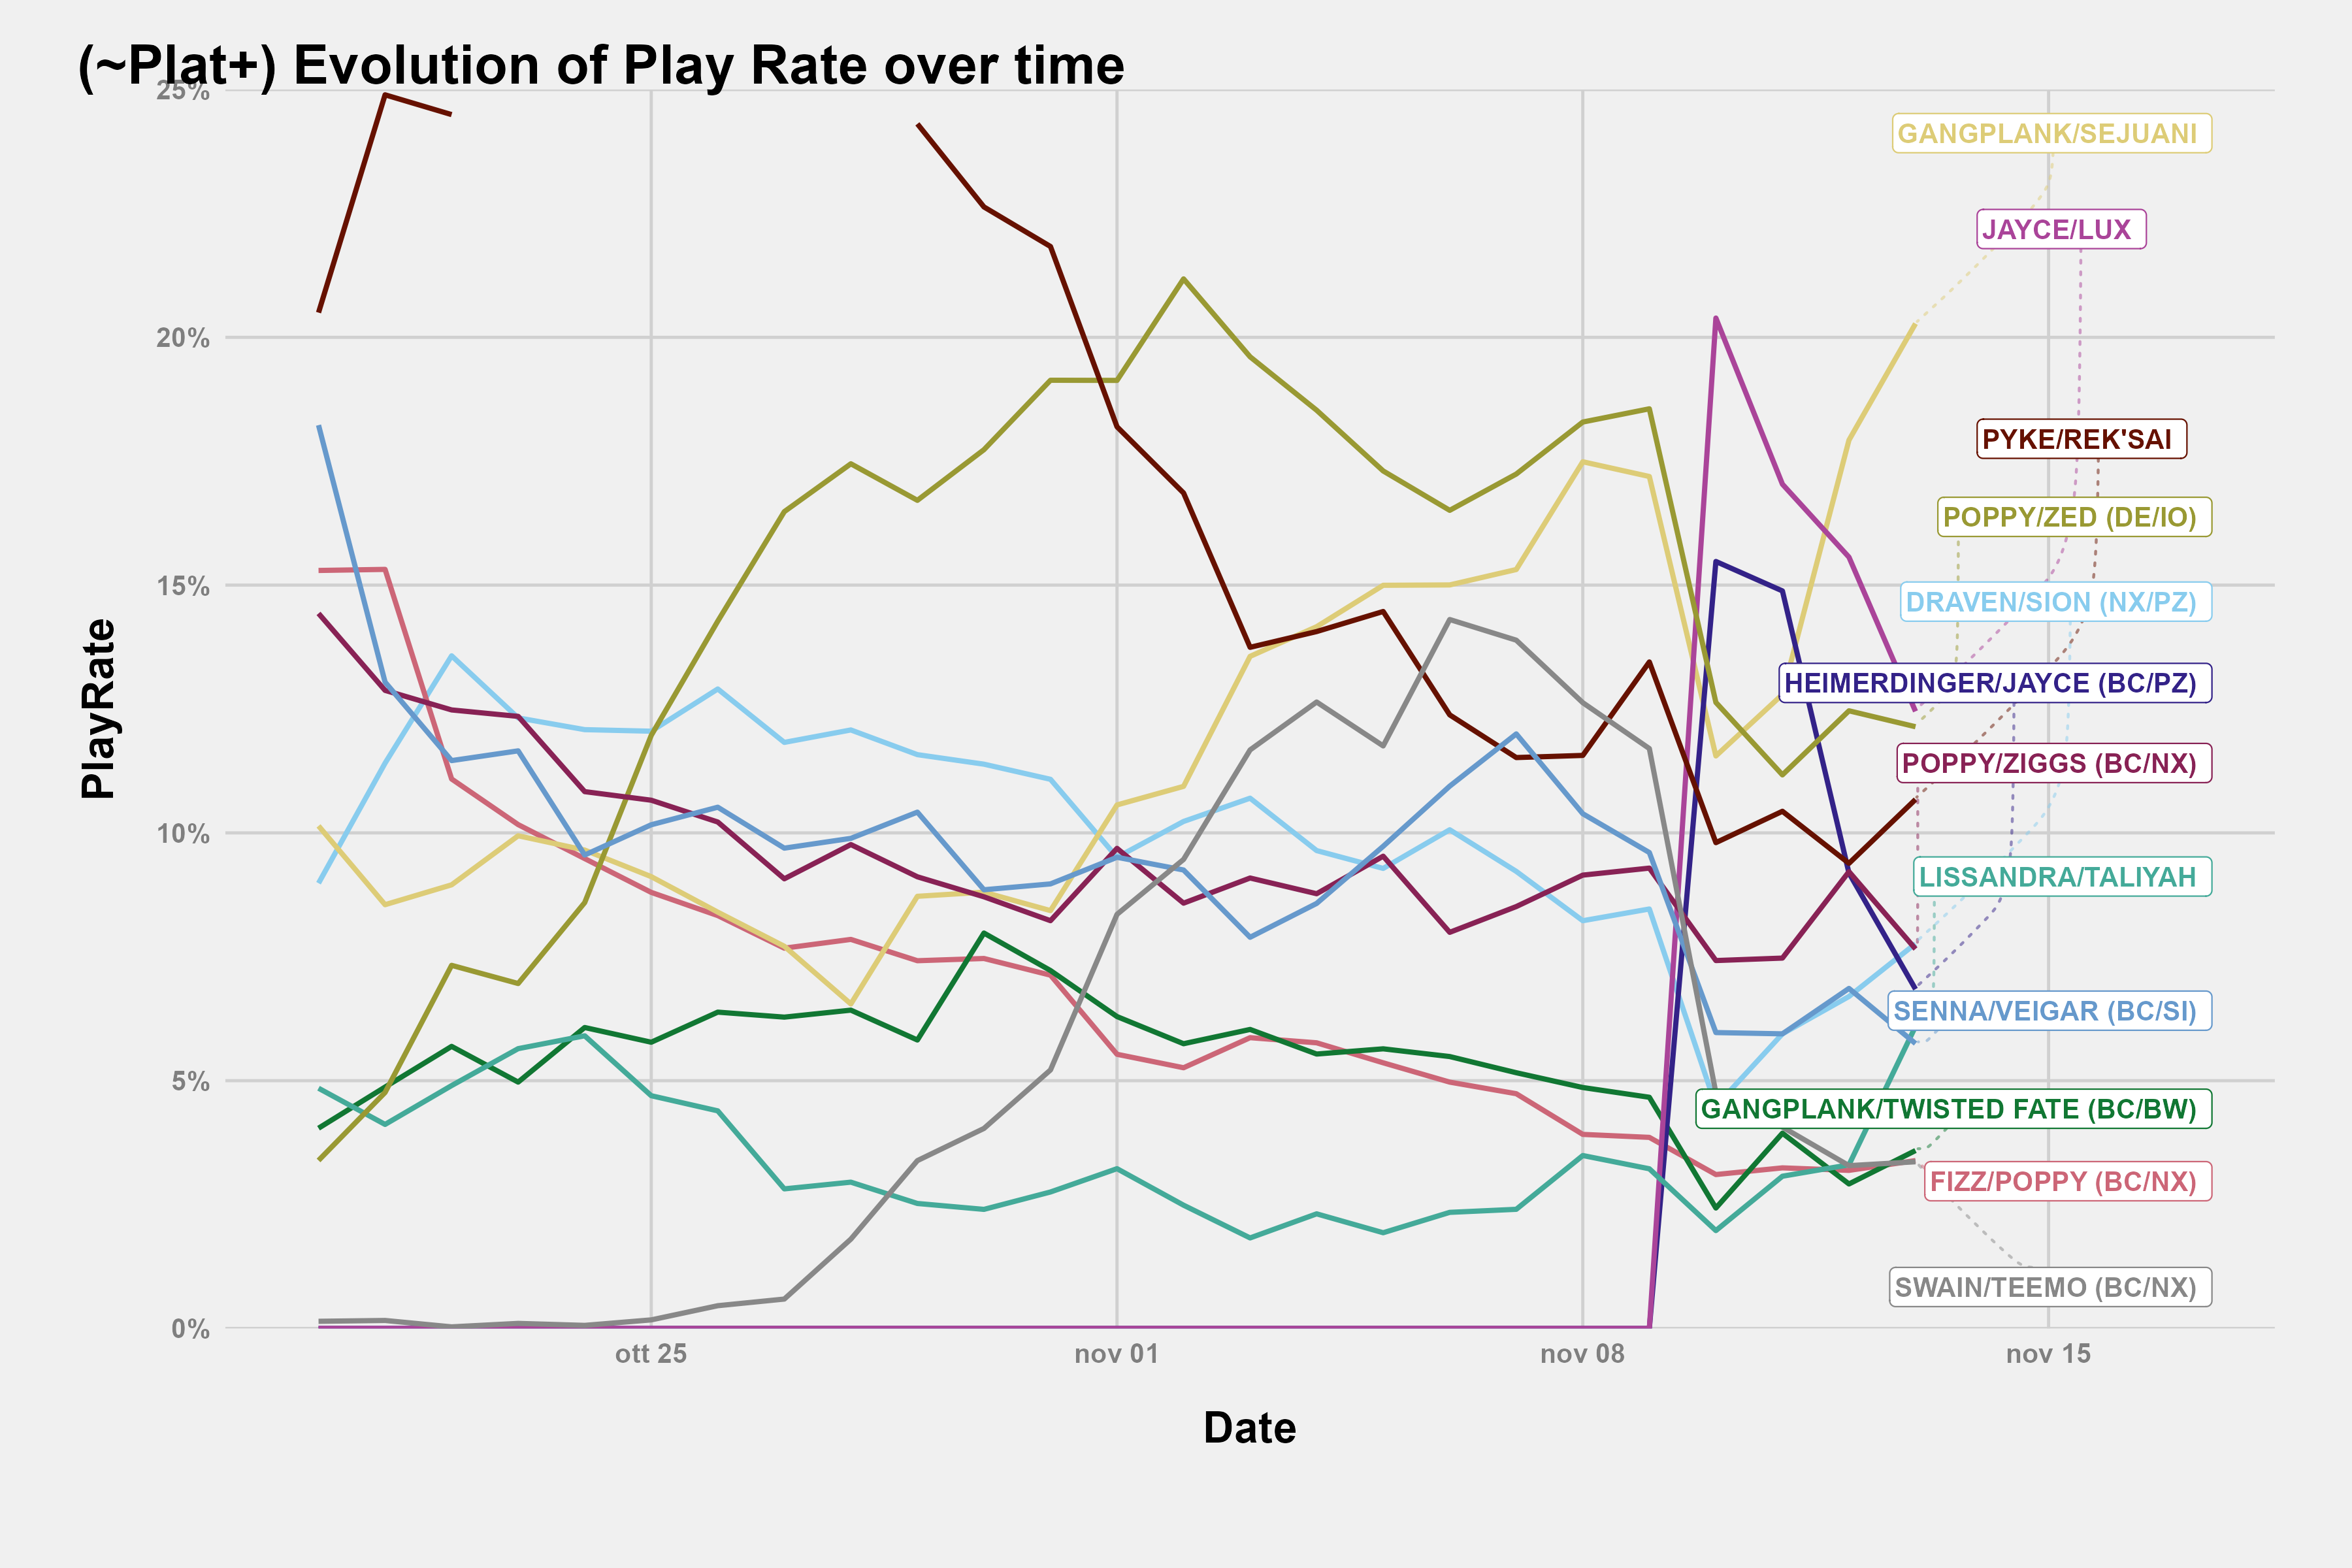 (~Plat+) Evolution of Play Rate over time
25%
20%
15%
10%
5%
0%
PlayRate
GANGPLANK/SEJUANI
JAYCE/LUX
PYKE/REK'SAI
POPPY/ZED (DE/IO)
DRAVEN/SION (NX/PZ)
HEIMERDINGER/JAYCE (BC/PZ)
POPPY/ZIGGS (BC/NX)
LISSANDRA/TALIYAH
SENNA/VEIGAR (BC/SI)
GANGPLANK/TWISTED FATE (BC/BW)
FIZZ/POPPY (BC/NX)
SWAIN/TEEMO (BC/NX)
ott 25 nov 01 nov 08 nov 15
Date